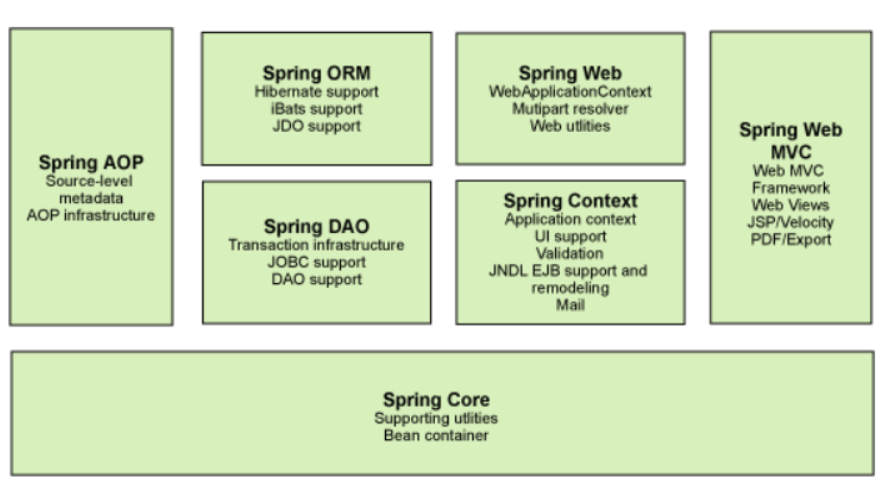 Spring AOP
Source-level
metadata
AOP infrastructure
Spring ORM
Hibernate support
iBats support
JDO support
Spring DAO
Transaction infrastructure
JOBC support
DAO support
Spring Web
WebApplicationContext
Mutipart resolver
Web utlities
Spring Context
Application context
UI support
Validation
JNDL EJB support and
remodeling
Mail
Spring Web
MVC
Web MVC
Framework
Web Views
JSP/Velocity
PDF/Export
Spring Core
Supporting utlities
Bean container